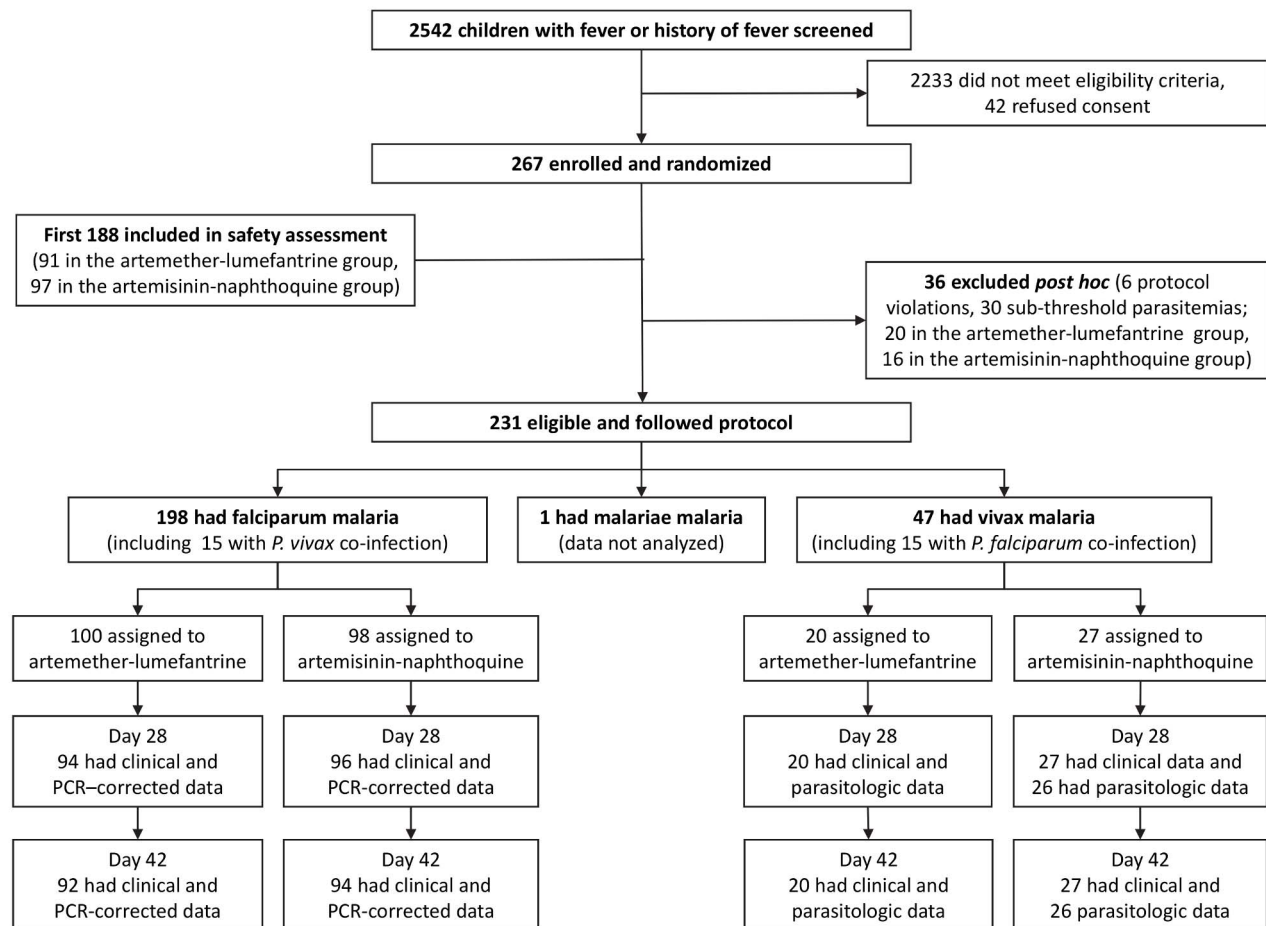 2542 children with fever or history of fever screened
2233 did not meet eligibility criteria,
42 refused consent
267 enrolled and randomized
First 188 included in safety assessment
(91 in the artemether-lumefantrine group,
97 in the artemisinin-naphthoquine group)
36 excluded post hoc (6 protocol
violations, 30 sub-threshold parasitemias;
20 in the artemether-lumefantrine group,
16 in the artemisinin-naphthoquine group)
231 eligible and followed protocol
198 had falciparum malaria
(including 15 with P. vivax co-infection)
1 had malariae malaria
(data not analyzed)
47 had vivax malaria
(including 15 with P. falciparum co-infection)
100 assigned to
artemether-lumefantrine
98 assigned to
artemisinin-naphthoquine
20 assigned to
artemether-lumefantrine
27 assigned to
artemisinin-naphthoquine
Day 28
94 had clinical and
PCR–corrected data
Day 28
96 had clinical and
PCR-corrected data
Day 28
20 had clinical and
parasitologic data
Day 28
27 had clinical data and
26 had parasitologic data
Day 42
92 had clinical and
PCR-corrected data
Day 42
94 had clinical and
PCR-corrected data
Day 42
20 had clinical and
parasitologic data
Day 42
27 had clinical and
26 parasitologic data